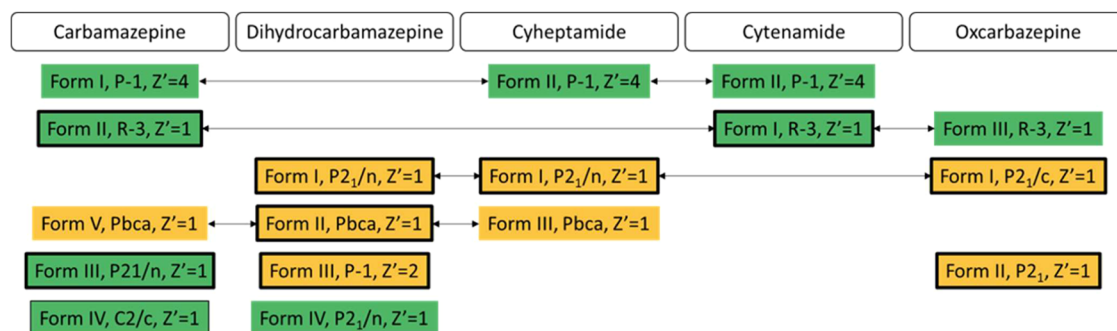 Carbamazepine Dihydrocarbamazepine Cyheptamide Cytenamide Oxcarbazepine
Form I, P-1, Z’=4 Form II, P-1, Z’=4 Form II, P-1, Z’=4
Form II, R-3, Z’=1 Form I, R-3, Z’=1 Form III, R-3, Z’=1
Form I, P2₁/n, Z’=1 Form I, P2₁/n, Z’=1 Form I, P2₁/c, Z’=1
Form V, Pbca, Z’=1 Form II, Pbca, Z’=1 Form III, Pbca, Z’=1
Form III, P21/n, Z’=1 Form III, P-1, Z’=2 Form II, P2₁, Z’=1
Form IV, C2/c, Z’=1 Form IV, P2₁/n, Z’=1